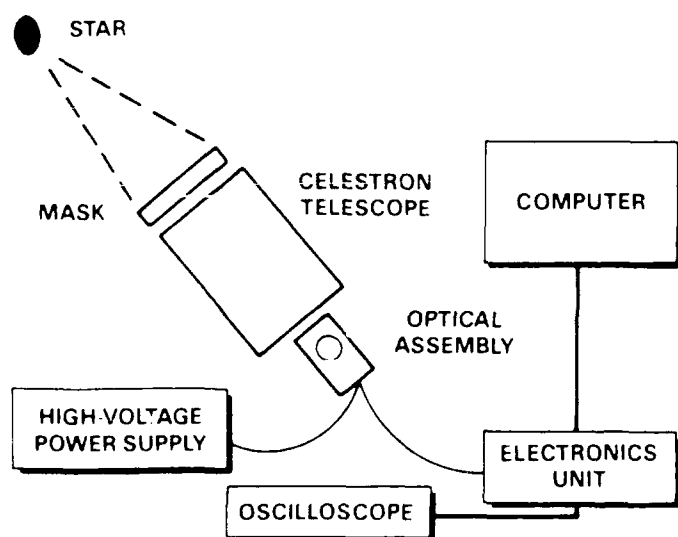 STAR
MASK
CELESTRON
TELESCOPE
COMPUTER
OPTICAL
ASSEMBLY
HIGH-VOLTAGE
POWER SUPPLY
ELECTRONICS
UNIT
OSCILLOSCOPE